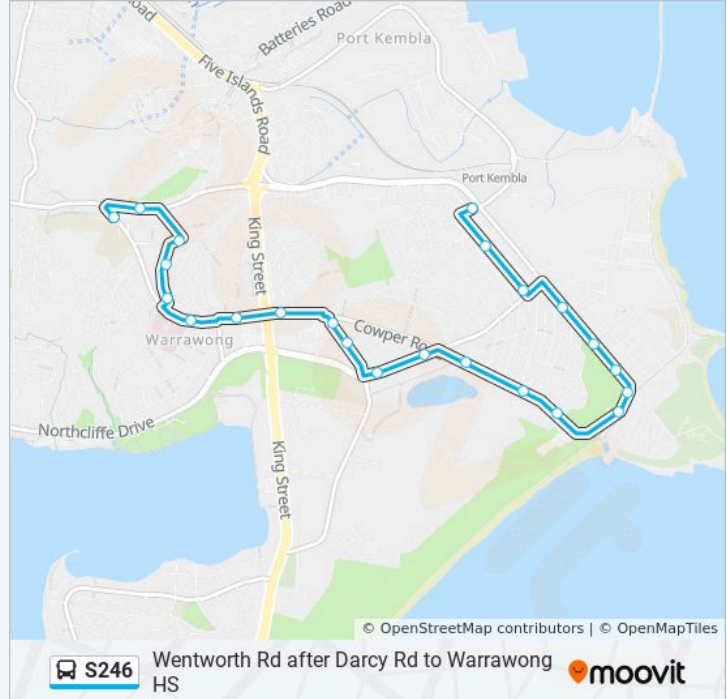 Road
Batteries Road
Port Kembla
Five Islands Road
Port Kembla
King Street
Cowper Ro
Warrawong
Northcliffe Drive
King Street
© OpenStreetMap contributors | © OpenMapTiles
S246
Wentworth Rd after Darcy Rd to Warrawong
HS
moovit